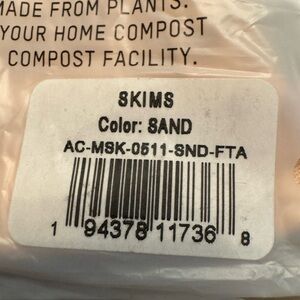 MADE FROM PLANTS.
YOUR HOME COMPOST
COMPOST FACILITY.
SKIMS
Color: SAND
AC-MSK-0511-SND-FTA
1 94378 11736 8